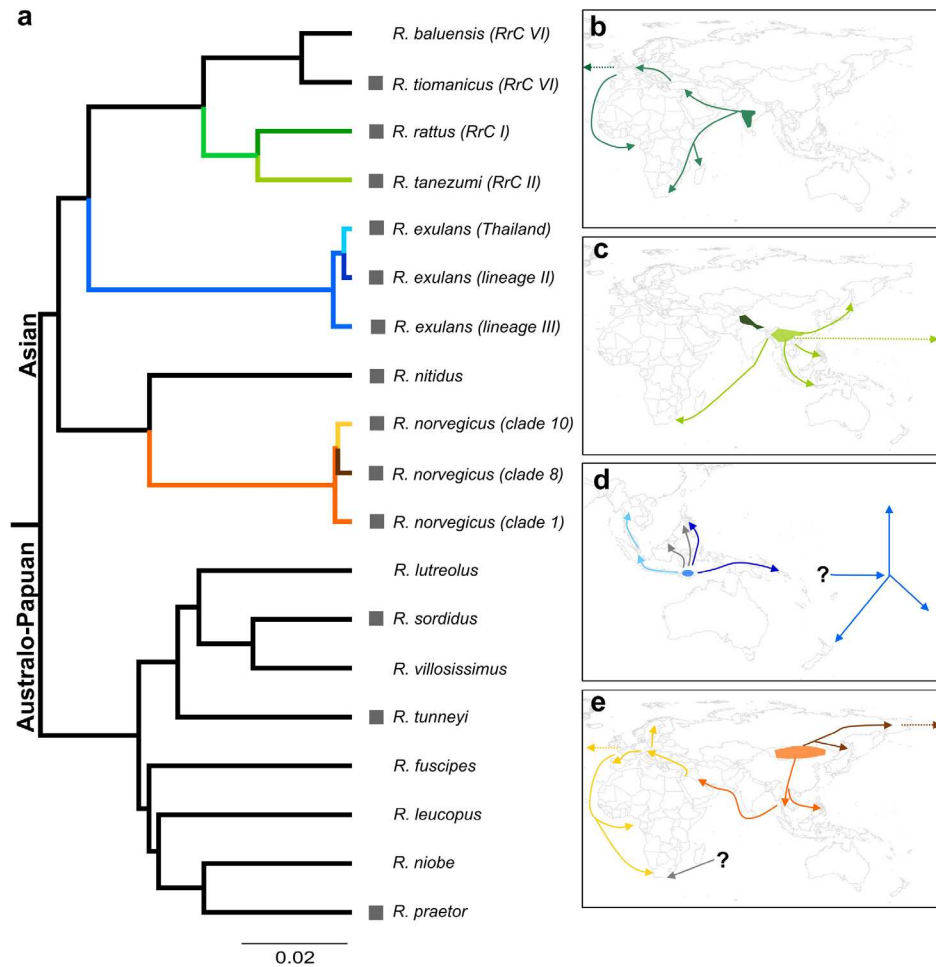 a
R. baluensis (RrC VI)
R. tiomanicus (RrC VI)
R. rattus (RrC I)
R. tanezumi (RrC II)
R. exulans (Thailand)
R. exulans (lineage II)
R. exulans (lineage III)
R. nitidus
R. norvegicus (clade 10)
R. norvegicus (clade 8)
R. norvegicus (clade 1)
R. lutreolus
R. sordidus
R. villosissimus
R. tunneyi
R. fuscipes
R. leucopus
R. niobe
R. praetor
Asian
Australo-Papuan
0.02
b
c
d
?
e
?